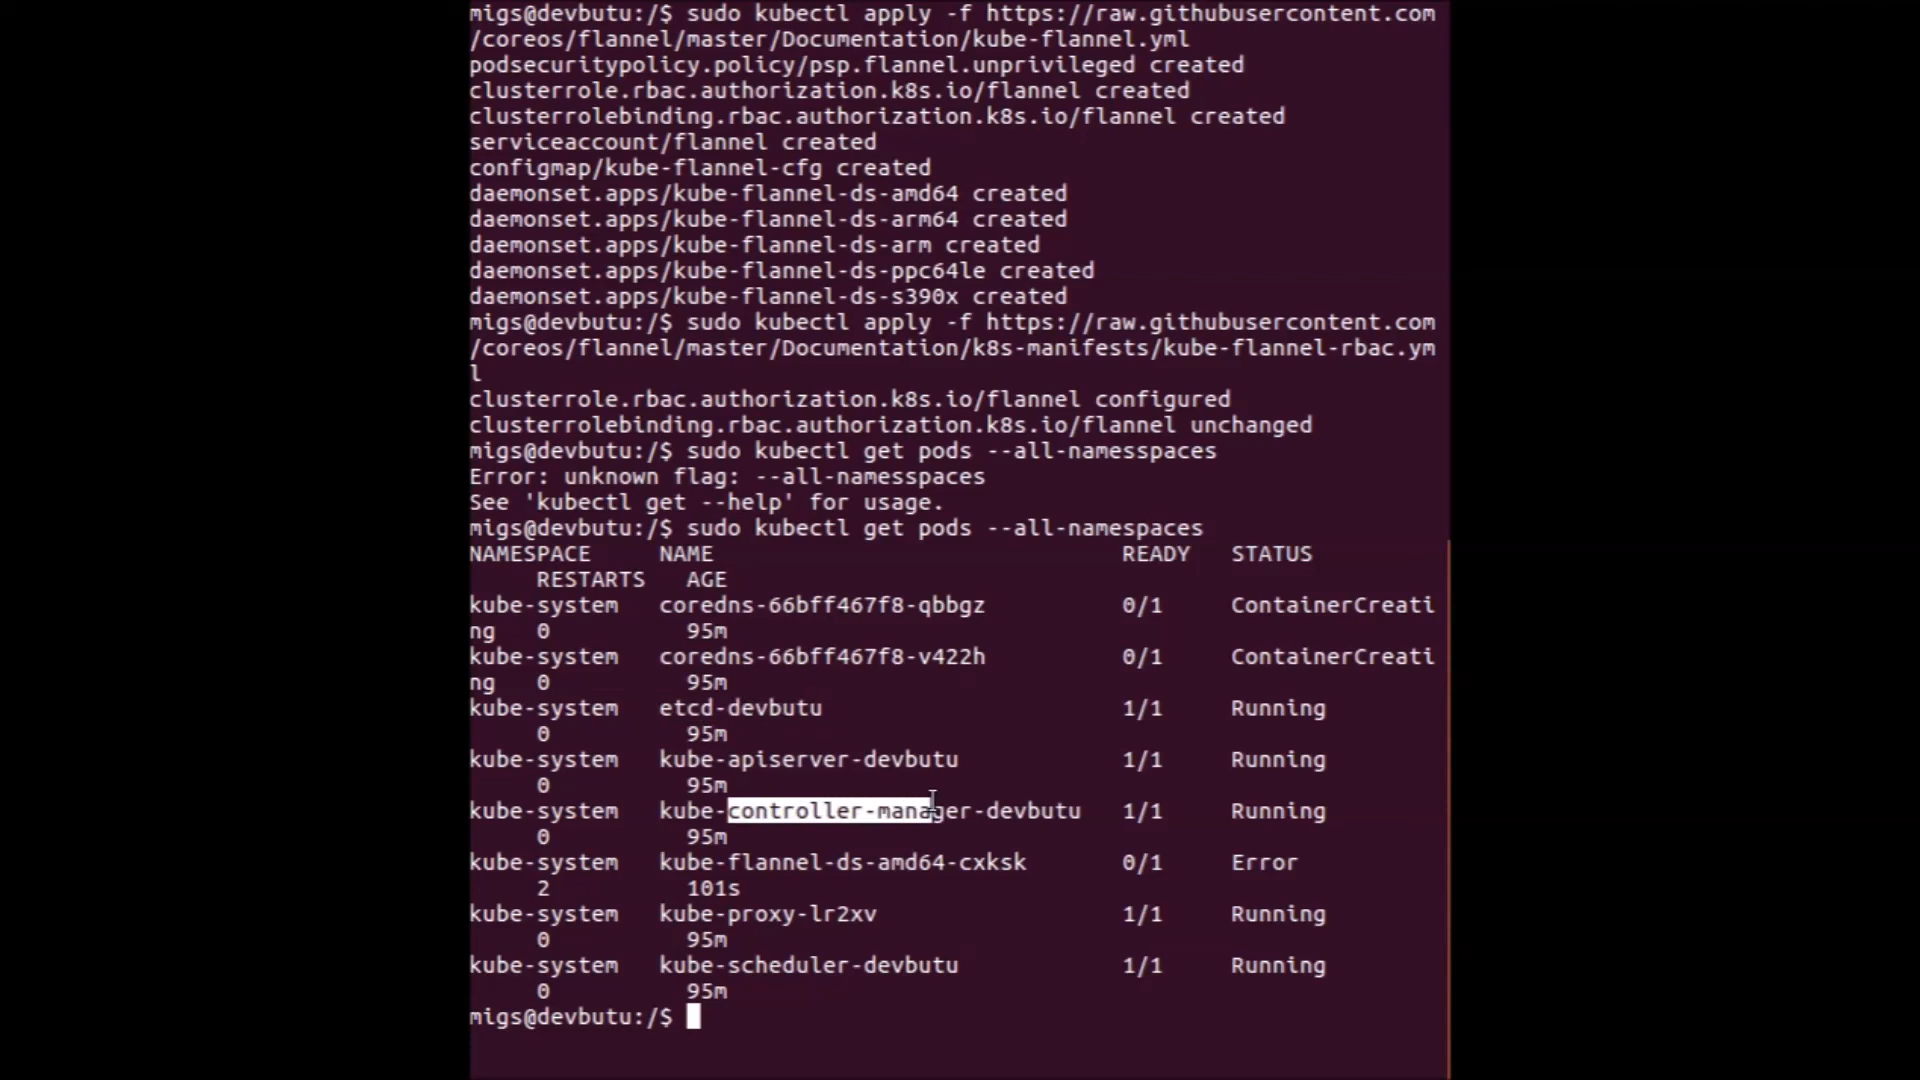 migs@devbutu:/$ sudo kubectl apply -f https://raw.githubusercontent.com
/coreos/flannel/master/Documentation/kube-flannel.yml
podsecuritypolicy.policy/psp.flannel.unprivileged created
clusterrole.rbac.authorization.k8s.io/flannel created
clusterrolebinding.rbac.authorization.k8s.io/flannel created
serviceaccount/flannel created
configmap/kube-flannel-cfg created
daemonset.apps/kube-flannel-ds-amd64 created
daemonset.apps/kube-flannel-ds-arm64 created
daemonset.apps/kube-flannel-ds-arm created
daemonset.apps/kube-flannel-ds-ppc64le created
daemonset.apps/kube-flannel-ds-s390x created
migs@devbutu:/$ sudo kubectl apply -f https://raw.githubusercontent.com
/coreos/flannel/master/Documentation/k8s-manifests/kube-flannel-rbac.ym
l
clusterrole.rbac.authorization.k8s.io/flannel configured
clusterrolebinding.rbac.authorization.k8s.io/flannel unchanged
migs@devbutu:/$ sudo kubectl get pods --all-namesspaces
Error: unknown flag: --all-namesspaces
See 'kubectl get --help' for usage.
migs@devbutu:/$ sudo kubectl get pods --all-namespaces
NAMESPACE     NAME                              READY   STATUS
     RESTARTS   AGE
kube-system   coredns-66bff467f8-qbbgz          0/1     ContainerCreati
ng   0          95m
kube-system   coredns-66bff467f8-v422h          0/1     ContainerCreati
ng   0          95m
kube-system   etcd-devbutu                      1/1     Running
     0          95m
kube-system   kube-apiserver-devbutu            1/1     Running
     0          95m
kube-system   kube-controller-manager-devbutu   1/1     Running
     0          95m
kube-system   kube-flannel-ds-amd64-cxksk       0/1     Error
     2          101s
kube-system   kube-proxy-lr2xv                  1/1     Running
     0          95m
kube-system   kube-scheduler-devbutu            1/1     Running
     0          95m
migs@devbutu:/$